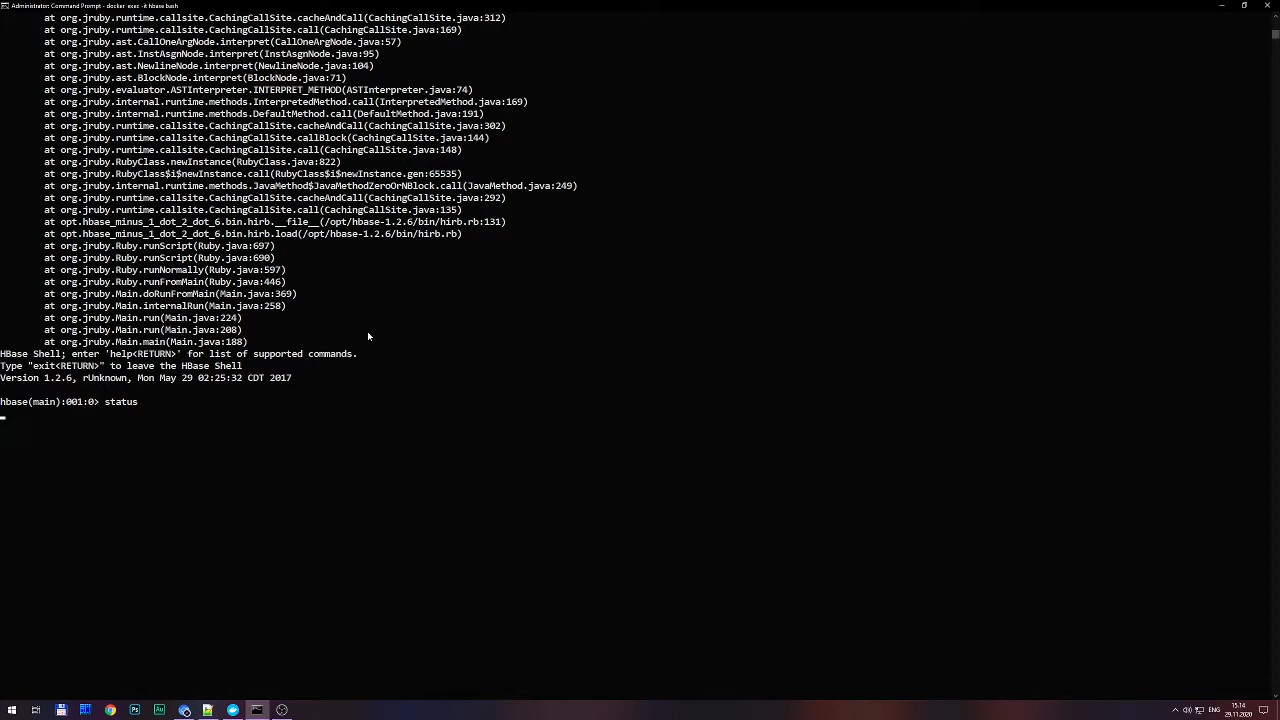 Administrator: Command Prompt - docker exec -it hbase bash
at org.jruby.runtime.callsite.CachingCallSite.cacheAndCall(CachingCallSite.java:312)
at org.jruby.runtime.callsite.CachingCallSite.call(CachingCallSite.java:169)
at org.jruby.ast.CallOneArgNode.interpret(CallOneArgNode.java:57)
at org.jruby.ast.InstAsgnNode.interpret(InstAsgnNode.java:95)
at org.jruby.ast.NewlineNode.interpret(NewlineNode.java:104)
at org.jruby.ast.BlockNode.interpret(BlockNode.java:71)
at org.jruby.evaluator.ASTInterpreter.INTERPRET_METHOD(ASTInterpreter.java:74)
at org.jruby.internal.runtime.methods.InterpretedMethod.call(InterpretedMethod.java:169)
at org.jruby.internal.runtime.methods.DefaultMethod.call(DefaultMethod.java:191)
at org.jruby.runtime.callsite.CachingCallSite.cacheAndCall(CachingCallSite.java:302)
at org.jruby.runtime.callsite.CachingCallSite.callBlock(CachingCallSite.java:144)
at org.jruby.runtime.callsite.CachingCallSite.call(CachingCallSite.java:148)
at org.jruby.RubyClass.newInstance(RubyClass.java:822)
at org.jruby.RubyClass$i$newInstance.call(RubyClass$i$newInstance.gen:65535)
at org.jruby.internal.runtime.methods.JavaMethod$JavaMethodZeroOrNBlock.call(JavaMethod.java:249)
at org.jruby.runtime.callsite.CachingCallSite.cacheAndCall(CachingCallSite.java:292)
at org.jruby.runtime.callsite.CachingCallSite.call(CachingCallSite.java:135)
at opt.hbase_minus_1_dot_2_dot_6.bin.hirb.__file__(/opt/hbase-1.2.6/bin/hirb.rb:131)
at opt.hbase_minus_1_dot_2_dot_6.bin.hirb.load(/opt/hbase-1.2.6/bin/hirb.rb)
at org.jruby.Ruby.runScript(Ruby.java:697)
at org.jruby.Ruby.runScript(Ruby.java:690)
at org.jruby.Ruby.runNormally(Ruby.java:597)
at org.jruby.Ruby.runFromMain(Ruby.java:446)
at org.jruby.Main.doRunFromMain(Main.java:369)
at org.jruby.Main.internalRun(Main.java:258)
at org.jruby.Main.run(Main.java:224)
at org.jruby.Main.run(Main.java:208)
at org.jruby.Main.main(Main.java:188)
HBase Shell; enter 'help<RETURN>' for list of supported commands.
Type "exit<RETURN>" to leave the HBase Shell
Version 1.2.6, rUnknown, Mon May 29 02:25:32 CDT 2017
hbase(main):001:0> status
Ps
Au
ENG
15.14
29.11.2020